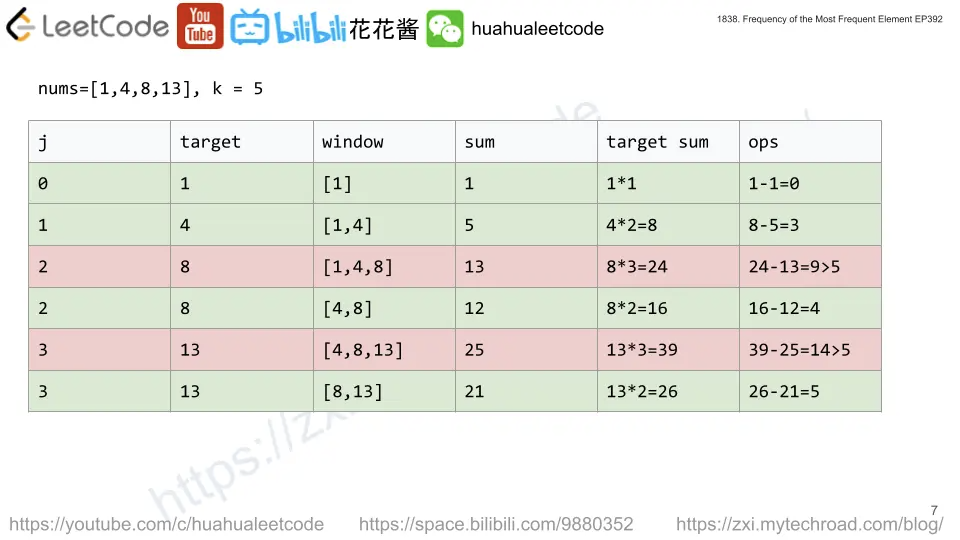 LeetCode You Tube bilibili 花花酱 huahualeetcode
1838. Frequency of the Most Frequent Element EP392
nums=[1,4,8,13], k = 5
j target window sum target sum ops
0 1 [1] 1 1*1 1-1=0
1 4 [1,4] 5 4*2=8 8-5=3
2 8 [1,4,8] 13 8*3=24 24-13=9>5
2 8 [4,8] 12 8*2=16 16-12=4
3 13 [4,8,13] 25 13*3=39 39-25=14>5
3 13 [8,13] 21 13*2=26 26-21=5
https://zxi
7
https://youtube.com/c/huahualeetcode https://space.bilibili.com/9880352 https://zxi.mytechroad.com/blog/